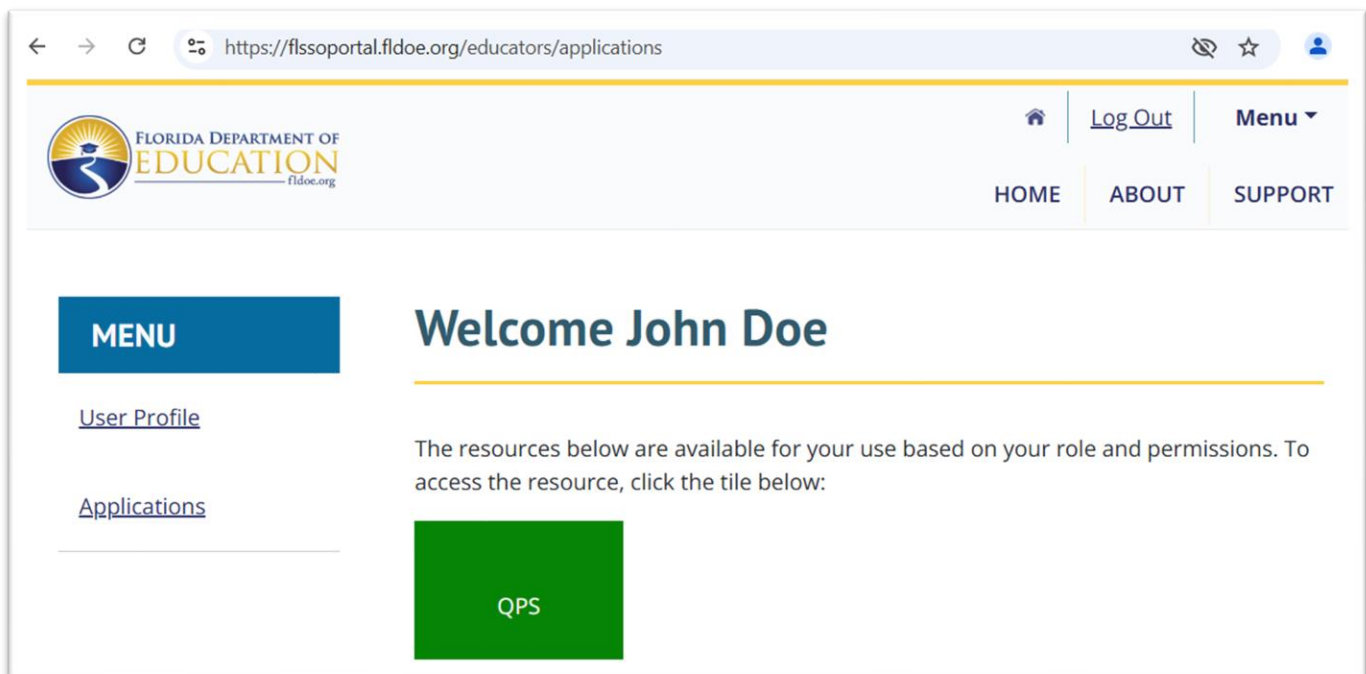 https://flssoportal.fldoe.org/educators/applications
FLORIDA DEPARTMENT OF
EDUCATION
fldoe.org
Log Out
Menu
HOME
ABOUT
SUPPORT
MENU
User Profile
Applications
Welcome John Doe
The resources below are available for your use based on your role and permissions. To
access the resource, click the tile below:
QPS